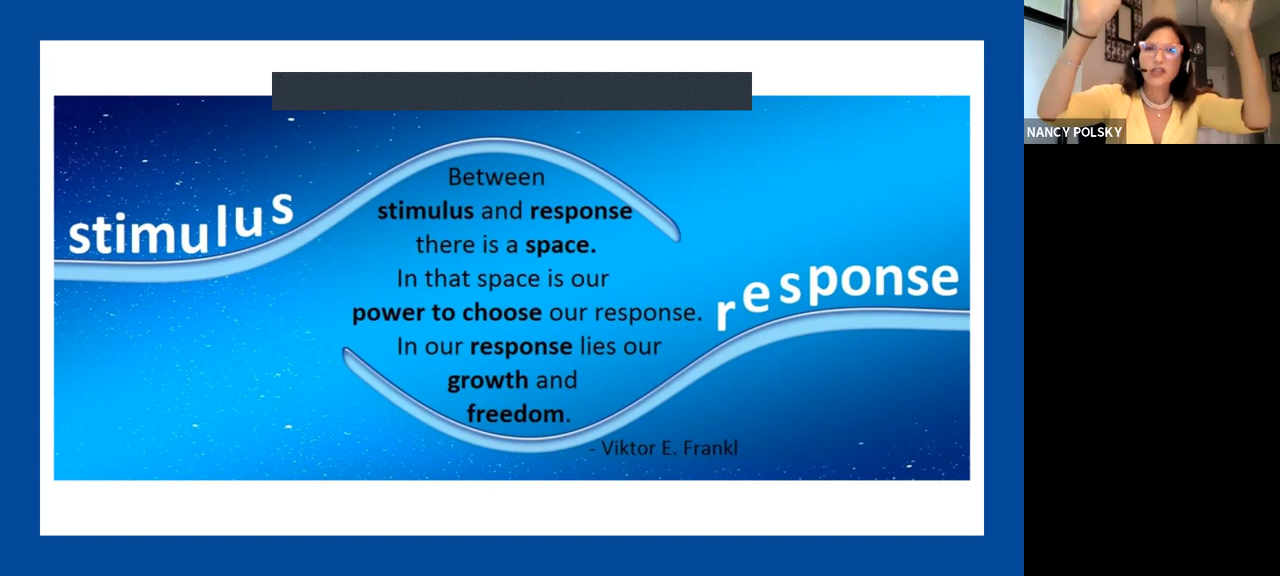 stimulus
Between
stimulus and response
there is a space.
In that space is our
power to choose our response.
In our response lies our
growth and
freedom.
- Viktor E. Frankl
response
NANCY POLSKY